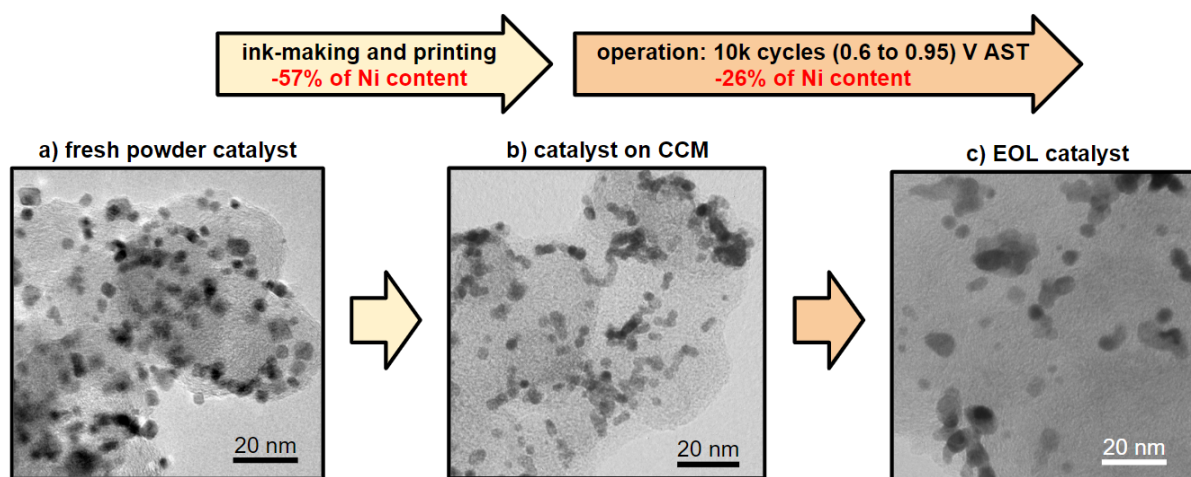 ink-making and printing
-57% of Ni content
operation: 10k cycles (0.6 to 0.95) V AST
-26% of Ni content
a) fresh powder catalyst
b) catalyst on CCM
c) EOL catalyst
20 nm
20 nm
20 nm